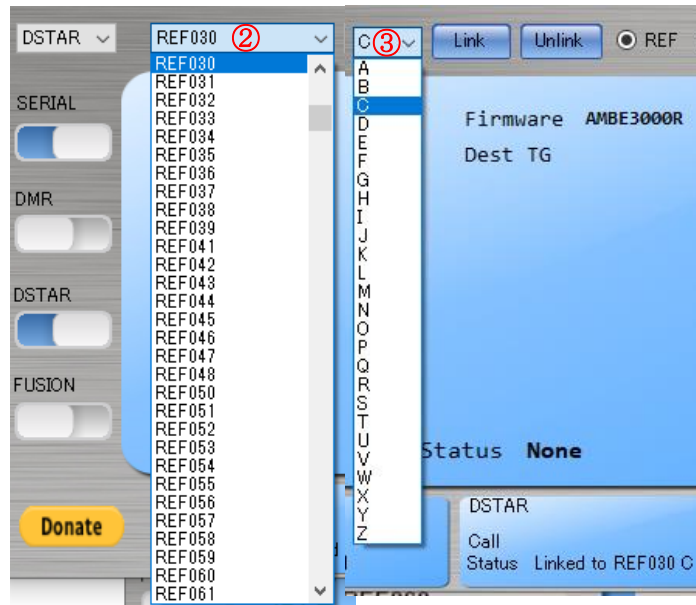 DSTAR
REF030 ②
REF030
REF031
REF032
REF033
REF034
REF035
REF036
REF037
REF038
REF039
REF041
REF042
REF043
REF044
REF045
REF046
REF047
REF048
REF050
REF051
REF052
REF053
REF054
REF055
REF056
REF057
REF058
REF059
REF060
REF061
SERIAL
DMR
DSTAR
FUSION
Donate
C ③
A
B
C
D
E
F
G
H
I
J
K
L
M
N
O
P
Q
R
S
T
U
V
W
X
Y
Z
Link Unlink REF
Firmware AMBE3000R
Dest TG
Status None
DSTAR
Call
Status Linked to REF030 C